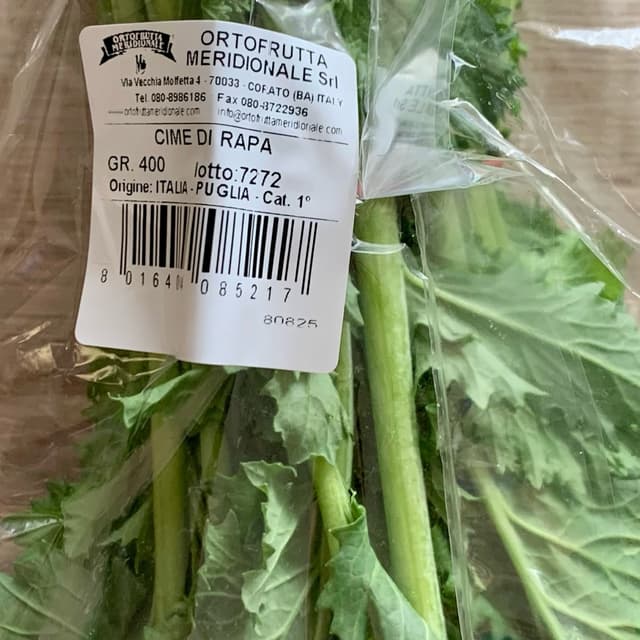 ORTOFRUTTA
MERIDIONALE
ORTOFRUTTA
MERIDIONALE Srl
Via Vecchia Molfetta 4 - 70033 - CORATO (BA) ITALY
Tel. 080-8986186 Fax 080-8722936
ortofruttameridionale.com info@ortofruttameridionale.com
CIME DI RAPA
GR. 400 lotto:7272
Origine: ITALIA - PUGLIA - Cat. 1°
8 016404 085217
80825